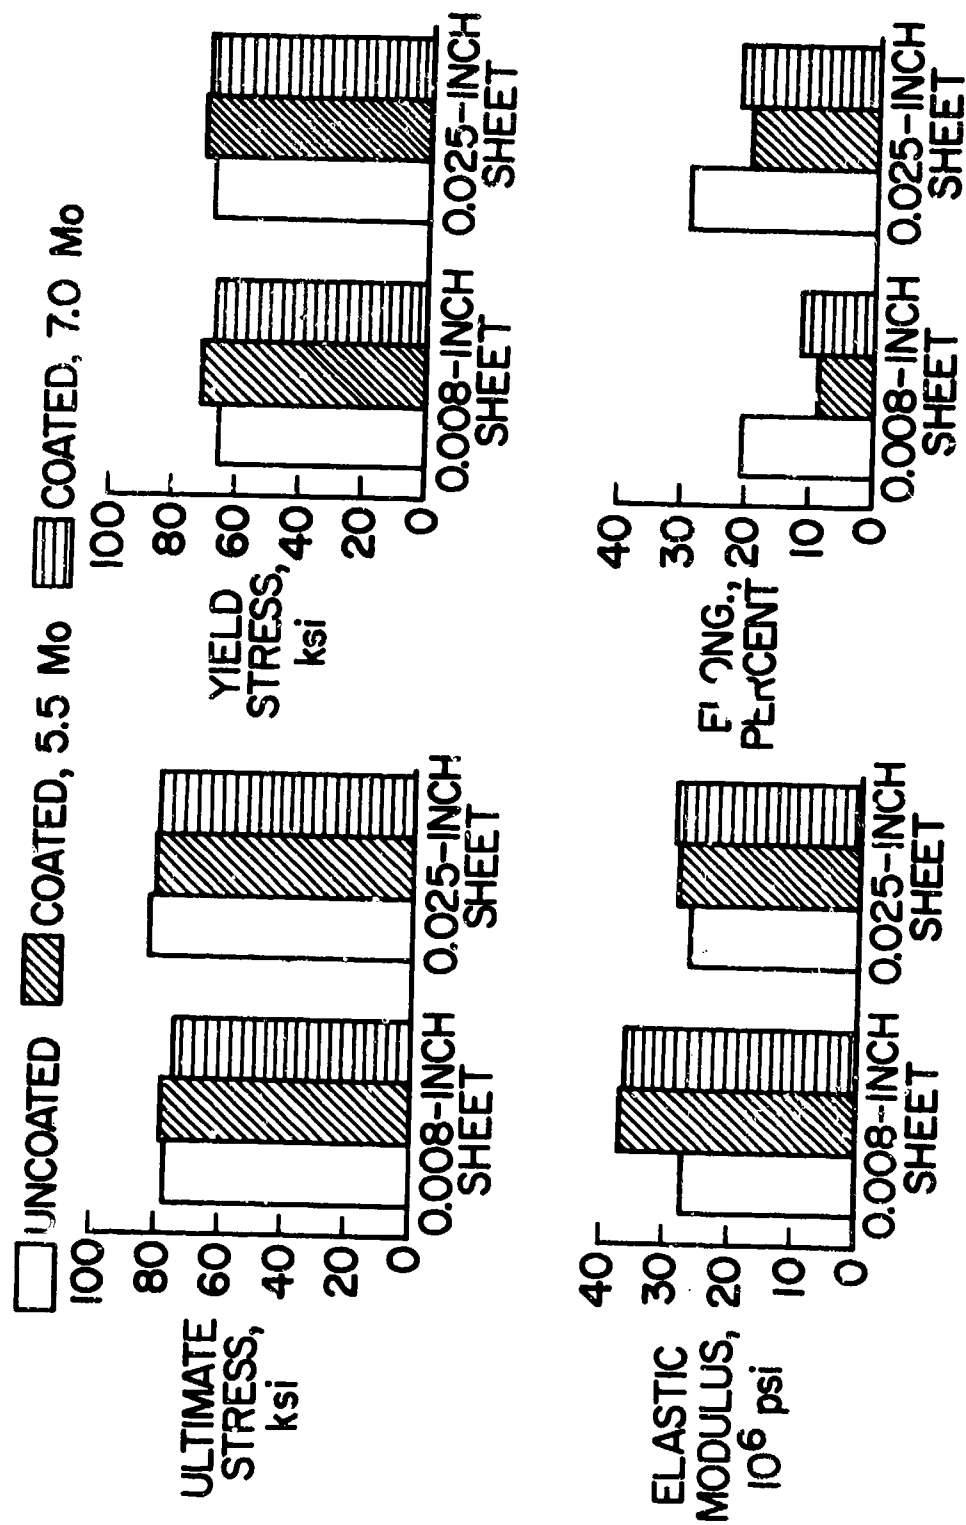 UNCOATED COATED, 5.5 Mo COATED, 7.0 Mo
ULTIMATE
STRESS,
ksi
100
80
60
40
20
0
0.008-INCH
SHEET
0.025-INCH
SHEET
YIELD
STRESS,
ksi
100
80
60
40
20
0
0.008-INCH
SHEET
0.025-INCH
SHEET
ELASTIC
MODULUS,
10⁶ psi
40
30
20
10
0
0.008-INCH
SHEET
0.025-INCH
SHEET
PERCENT
40
30
20
10
0
0.008-INCH
SHEET
0.025-INCH
SHEET